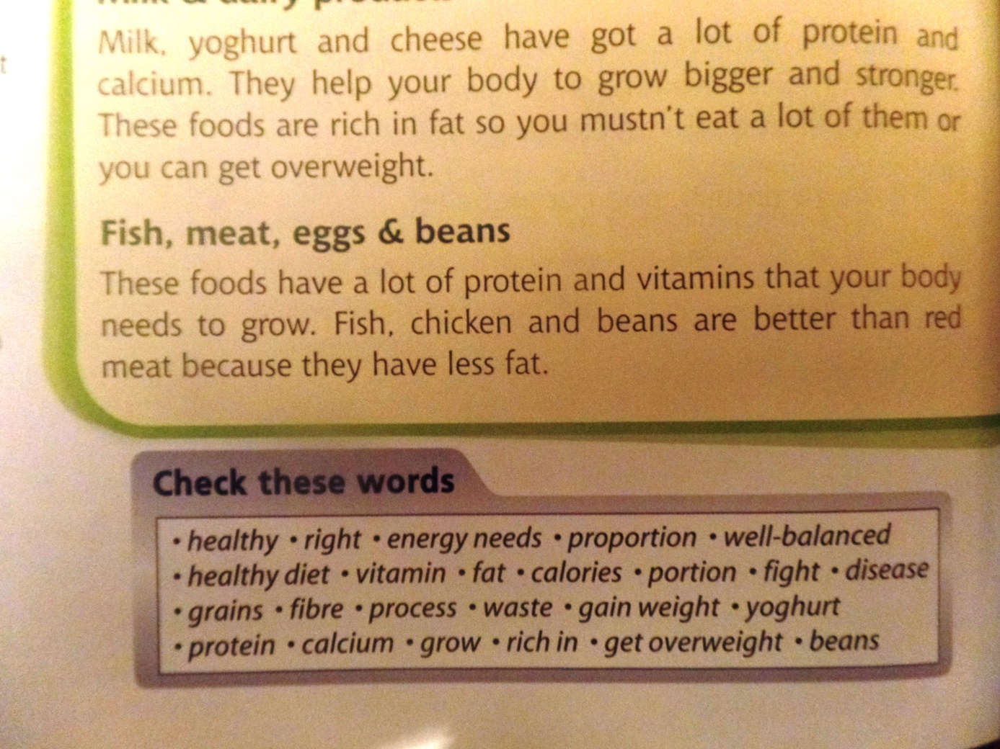 Milk & dairy products
Milk, yoghurt and cheese have got a lot of protein and
calcium. They help your body to grow bigger and stronger.
These foods are rich in fat so you mustn't eat a lot of them or
you can get overweight.
Fish, meat, eggs & beans
These foods have a lot of protein and vitamins that your body
needs to grow. Fish, chicken and beans are better than red
meat because they have less fat.
Check these words
• healthy • right • energy needs • proportion • well-balanced
• healthy diet • vitamin • fat • calories • portion • fight • disease
• grains • fibre • process • waste • gain weight • yoghurt
• protein • calcium • grow • rich in • get overweight • beans